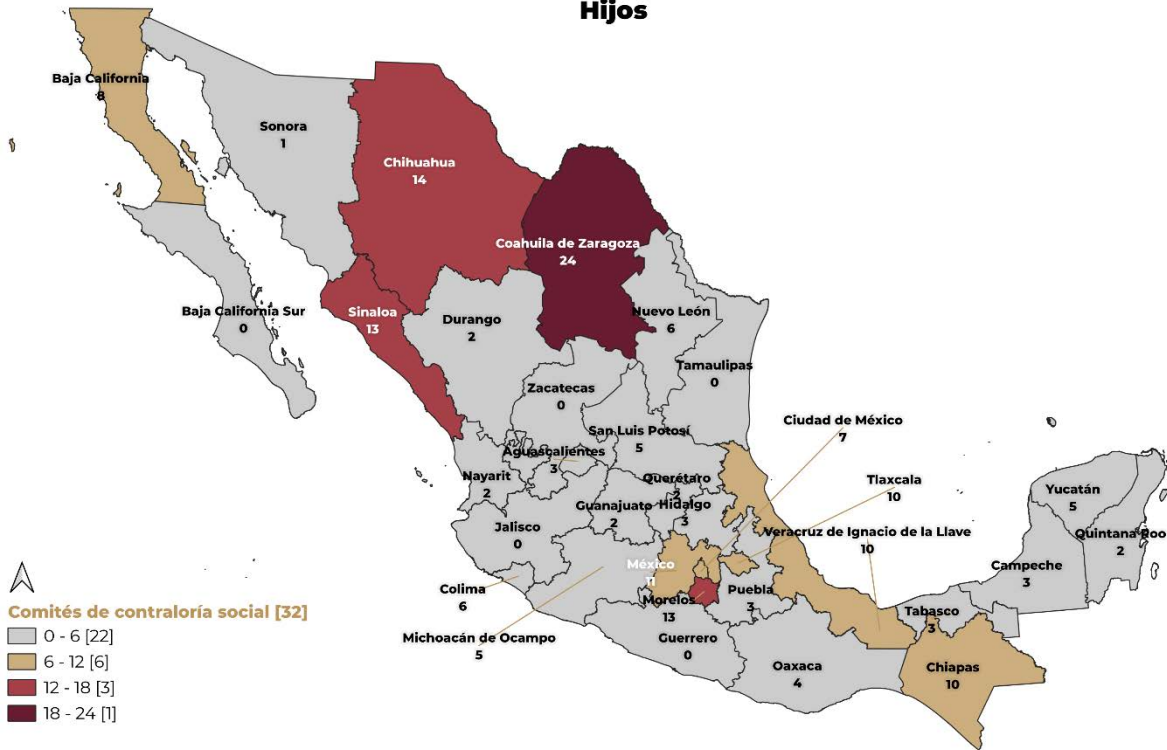 Hijos
Baja California
8
Sonora
1
Chihuahua
14
Coahuila de Zaragoza
24
Baja California Sur
0
Sinaloa
13
Durango
2
Nuevo León
6
Tamaulipas
0
Zacatecas
0
San Luis Potosí
5
Ciudad de México
7
Aguascalientes
3
Nayarit
2
Querétaro
2
Tlaxcala
10
Yucatán
5
Guanajuato
2
Hidalgo
3
Jalisco
0
Veracruz de Ignacio de la Llave
10
Quintana Roo
2
México
11
Campeche
3
Colima
6
Morelos
13
Puebla
3
Tabasco
3
Michoacán de Ocampo
5
Guerrero
0
Oaxaca
4
Chiapas
10
Comités de contraloría social [32]
0 - 6 [22]
6 - 12 [6]
12 - 18 [3]
18 - 24 [1]